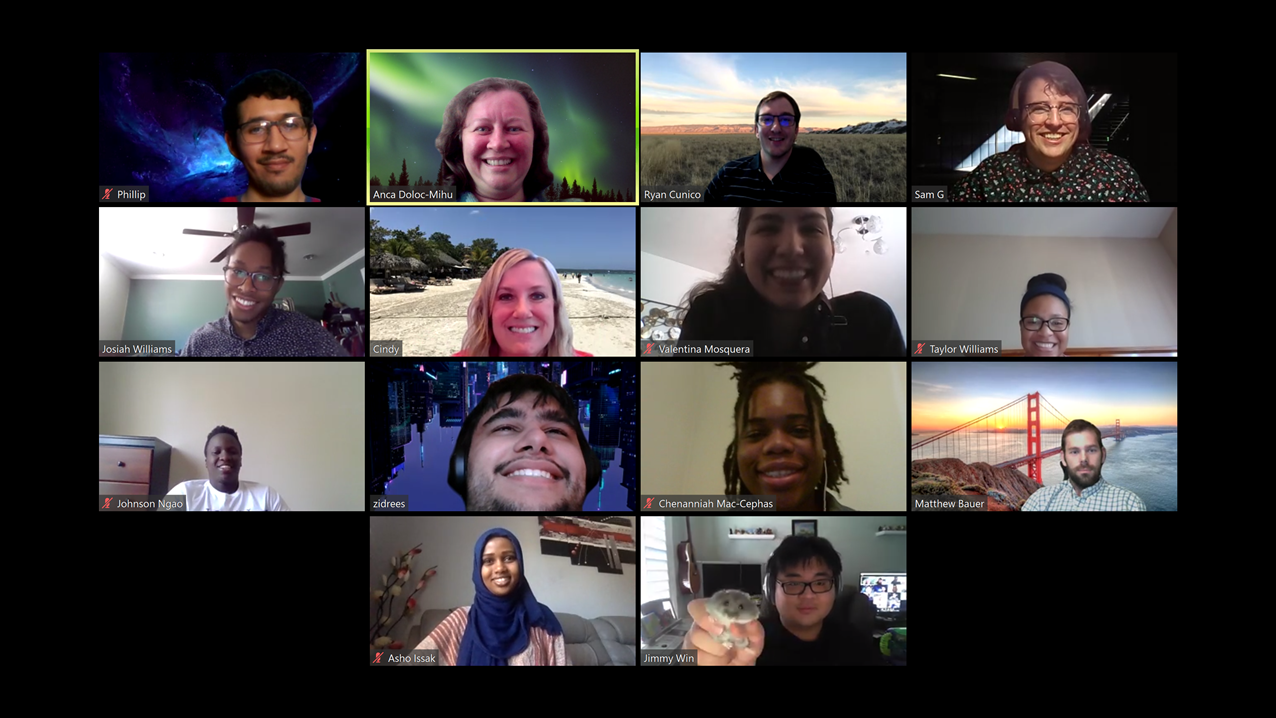 Phillip
Anca Doloc-Mihu
Ryan Cunico
Sam G
Josiah Williams
Cindy
Valentina Mosquera
Taylor Williams
Johnson Ngao
zidrees
Chenanniah Mac-Cephas
Matthew Bauer
Asho Issak
Jimmy Win